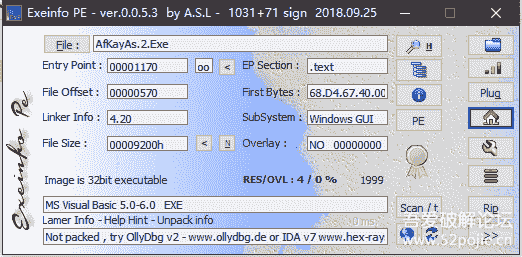 Exeinfo PE - ver.0.0.5.3 by A.S.L - 1031+71 sign 2018.09.25
File : AfKayAs.2.Exe
Entry Point : 00001170 oo < EP Section : .text
File Offset : 00000570 First Bytes : 68.D4.67.40.00
Linker Info : 4.20 SubSystem : Windows GUI PE
File Size : 00009200h < N Overlay : NO 00000000
Image is 32bit executable RES/OVL : 4 / 0 % 1999
MS Visual Basic 5.0-6.0 EXE Scan / t
Lamer Info - Help Hint - Unpack info 0 ms.
Not packed , try OllyDbg v2 - www.ollydbg.de or IDA v7 www.hex-ray
H
Plug
Rip
>>
Exeinfo Pe
吾爱破解论坛
www.52pojie.cn